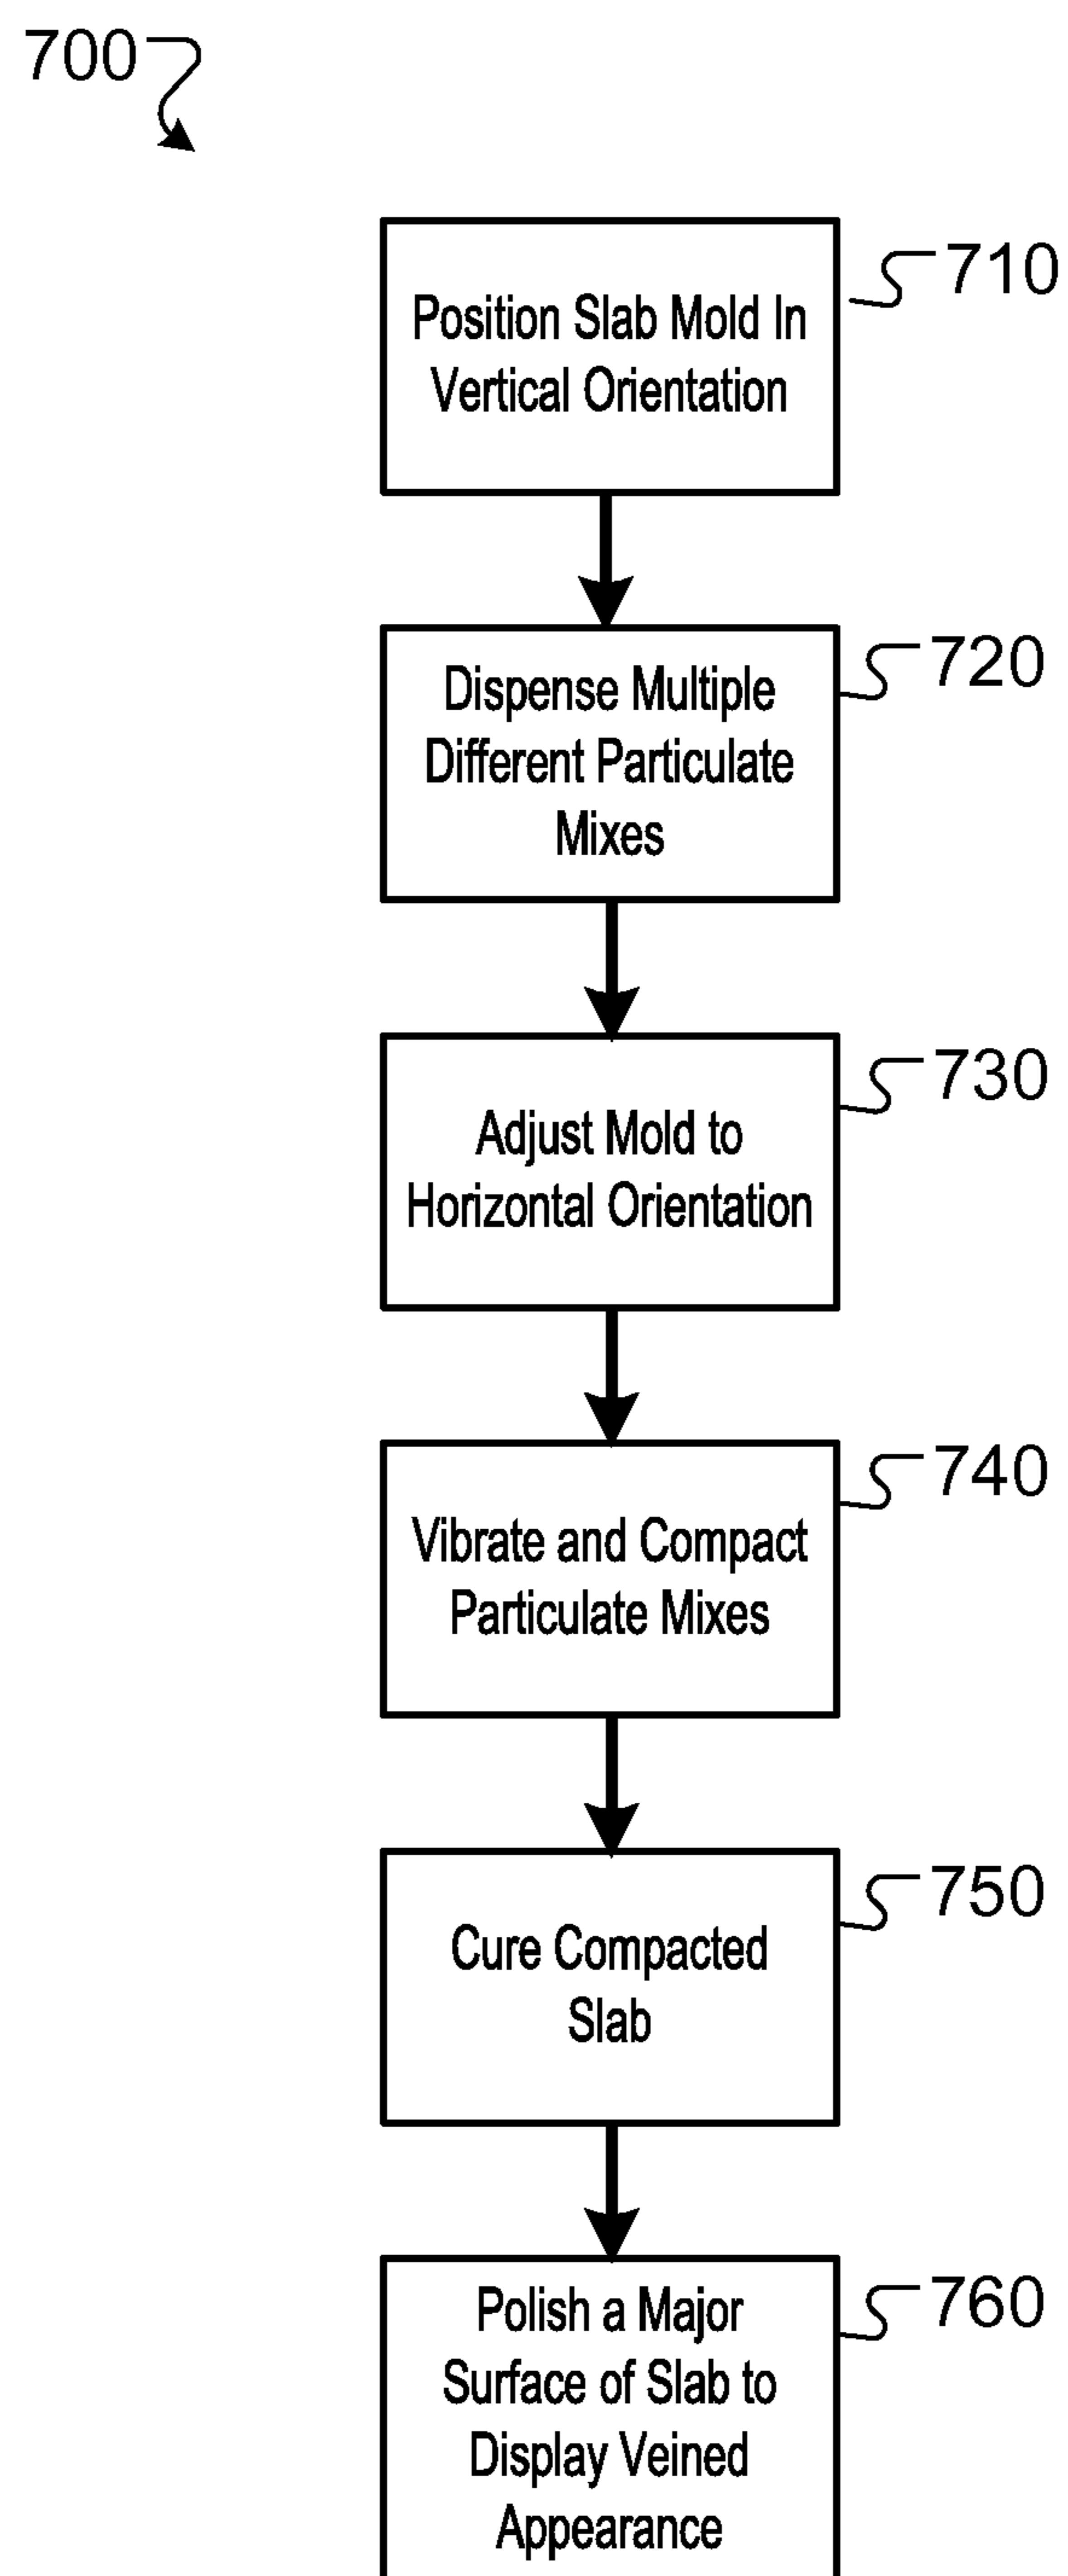 700
710
Position Slab Mold In
Vertical Orientation
720
Dispense Multiple
Different Particulate
Mixes
730
Adjust Mold to
Horizontal Orientation
740
Vibrate and Compact
Particulate Mixes
750
Cure Compacted
Slab
760
Polish a Major
Surface of Slab to
Display Veined
Appearance